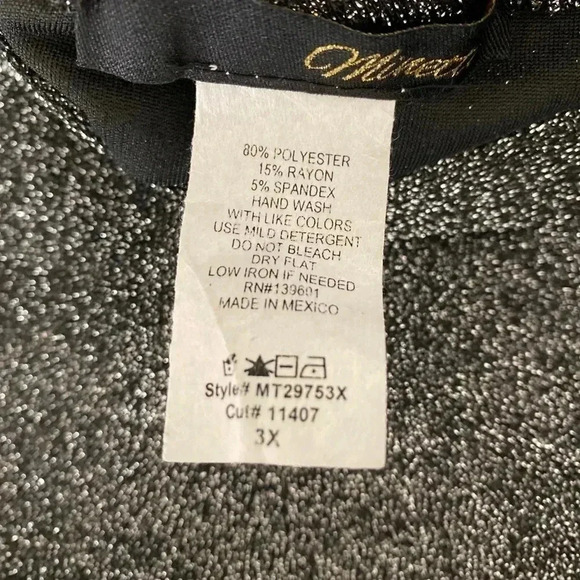 80% POLYESTER
15% RAYON
5% SPANDEX
HAND WASH
WITH LIKE COLORS
USE MILD DETERGENT
DO NOT BLEACH
DRY FLAT
LOW IRON IF NEEDED
RN#139691
MADE IN MEXICO
Style# MT29753X
Cut# 11407
3X